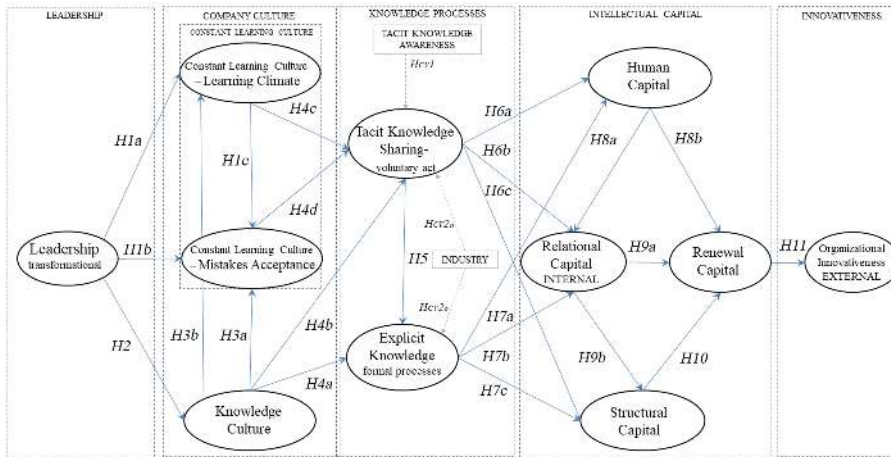 LEADERSHIP
COMPANY CULTURE
KNOWLEDGE PROCESSES
INTELLECTUAL CAPITAL
INNOVATIVENESS
CONSTANT LEARNING CULTURE
Constant Learning Culture
– Learning Climate
TACIT KNOWLEDGE
AWARENESS
Hcv1
Human
Capital
H1a
H4c
H1c
Tacit Knowledge
Sharing-
voluntary act
H6a
H6b
H6c
H8a
H8b
H4d
Leadership
transformational
H1b
Constant Learning Culture
– Mistakes Acceptance
H5
INDUSTRY
Relational
Capital
INTERNAL
H9a
Renewal
Capital
H11
Organizational
Innovativeness
EXTERNAL
H2
H3b
H3a
H4b
H4a
Explicit
Knowledge
formal processes
H7a
H7b
H7c
H9b
H10
Knowledge
Culture
Structural
Capital